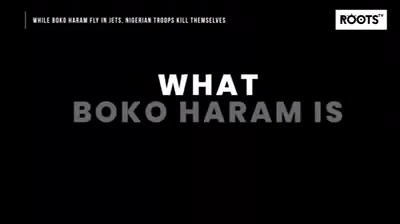 WHILE BOKO HARAM FLY IN JETS, NIGERIAN TROOPS KILL THEMSELVES
ROOTS TV
WHAT
BOKO HARAM IS